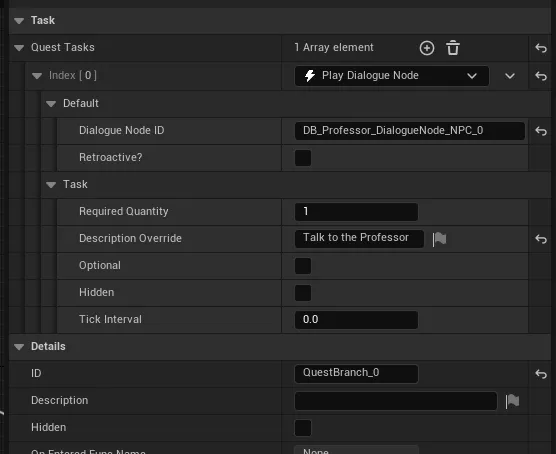 Task
Quest Tasks 1 Array element
Index [ 0 ] Play Dialogue Node
Default
Dialogue Node ID DB_Professor_DialogueNode_NPC_0
Retroactive?
Task
Required Quantity 1
Description Override Talk to the Professor
Optional
Hidden
Tick Interval 0.0
Details
ID QuestBranch_0
Description
Hidden
On Entered Func Name None